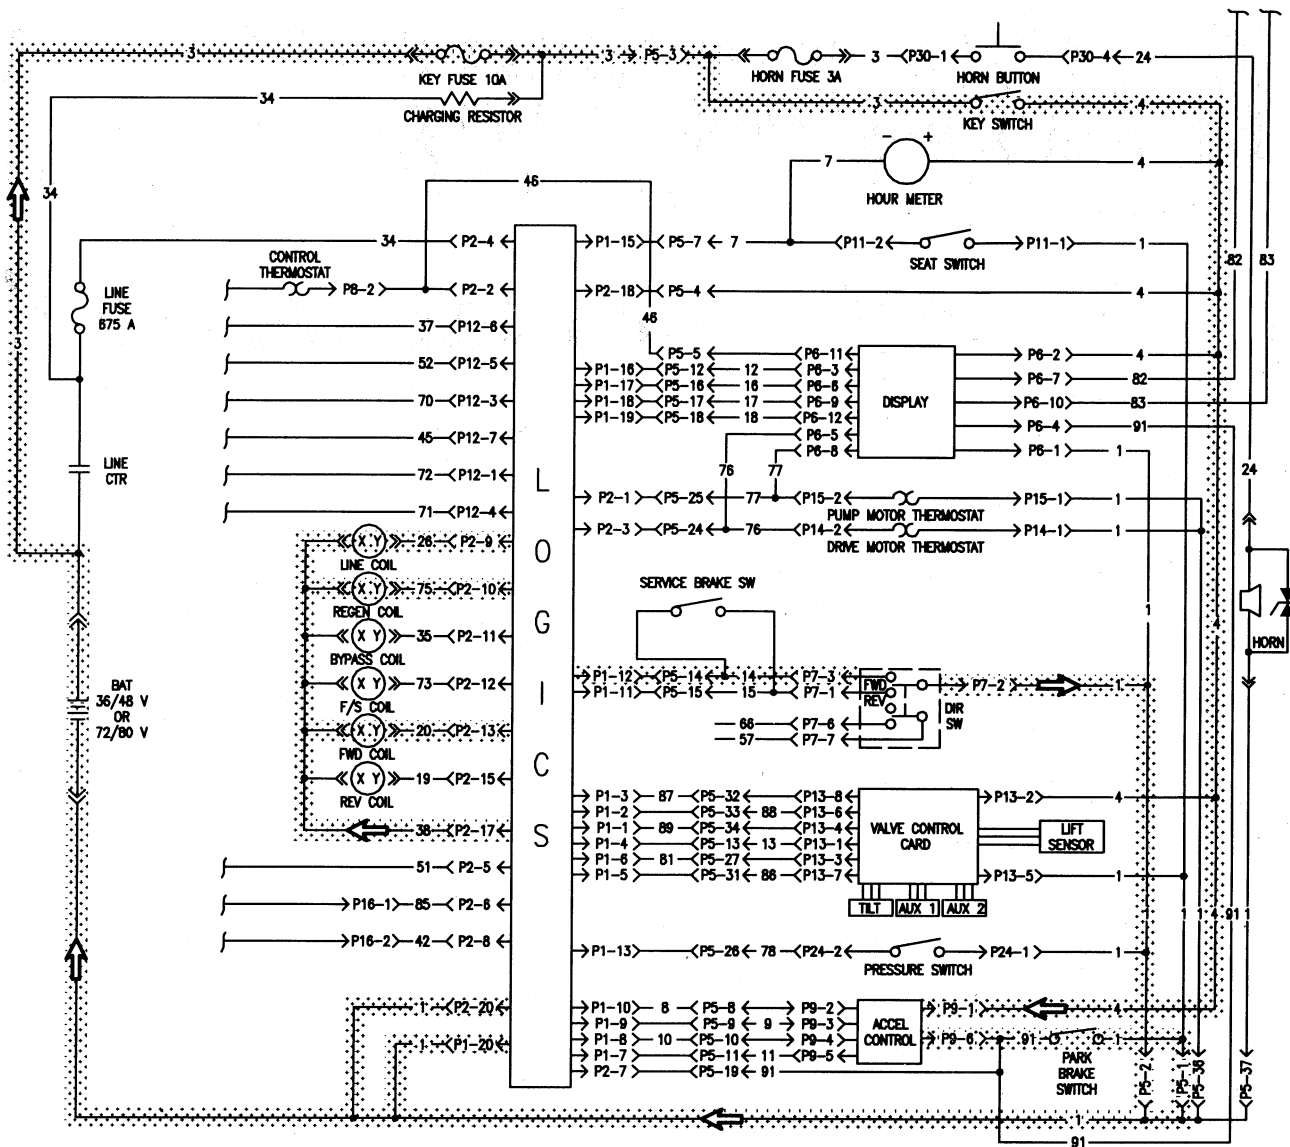 3 KEY FUSE 10A 3 P5-3 HORN FUSE 3A 3 P30-1 HORN BUTTON P30-4 24
34 CHARGING RESISTOR 3 KEY SWITCH 4
34 7 - + 4
HOUR METER
46
34 P2-4 P1-15 P5-7 7 P11-2 SEAT SWITCH P11-1 1
82 83
CONTROL
THERMOSTAT
P8-2 P2-2 P2-18 P5-4 4
LINE
FUSE
675 A
46
3
37 P12-6
52 P12-5
70 P12-3
45 P12-7
72 P12-1
71 P12-4
LINE
CTR
P5-5 P6-11
P1-16 P5-12 12 P6-3
P1-17 P5-16 16 P6-6
P1-18 P5-17 17 P6-9
P1-19 P5-18 18 P6-12
P6-5
P6-8
DISPLAY
P6-2 4
P6-7 82
P6-10 83
P6-4 91
P6-1 1
76 77 24
P2-1 P5-25 77 P15-2 PUMP MOTOR THERMOSTAT P15-1 1
P2-3 P5-24 76 P14-2 DRIVE MOTOR THERMOSTAT P14-1 1
LOGICS
X Y 26 P2-9
LINE COIL
X Y 75 P2-10
REGEN COIL
X Y 35 P2-11
BYPASS COIL
X Y 73 P2-12
F/S COIL
X Y 20 P2-13
FWD COIL
X Y 19 P2-15
REV COIL
38 P2-17
SERVICE BRAKE SW
1 4
HORN
BAT
36/48 V
OR
72/80 V
P1-12 P5-14 14 P7-3
P1-11 P5-15 15 P7-1
FWD
REV
P7-2 1
DIR
SW
66 P7-6
57 P7-7
P1-3 87 P5-32 P13-8
P1-2 P5-33 88 P13-6
P1-1 89 P5-34 P13-4
P1-4 P5-13 13 P13-1
P1-6 81 P5-27 P13-3
P1-5 P5-31 86 P13-7
VALVE CONTROL
CARD
P13-2 4
LIFT
SENSOR
P13-5 1
TILT AUX 1 AUX 2
51 P2-5
P16-1 85 P2-6
P16-2 42 P2-8
1 1 1 4 91 1
P1-13 P5-26 78 P24-2 PRESSURE SWITCH P24-1 1
1 P2-20
1 P1-20
P1-10 8 P5-8 P9-2
P1-9 P5-9 9 P9-3
P1-8 10 P5-10 P9-4
P1-7 P5-11 11 P9-5
P2-7 P5-19 91
ACCEL
CONTROL
P9-1 4
P9-6 91 1
PARK
BRAKE
SWITCH
P5-2 P5-1 P5-38 P5-37
1
91